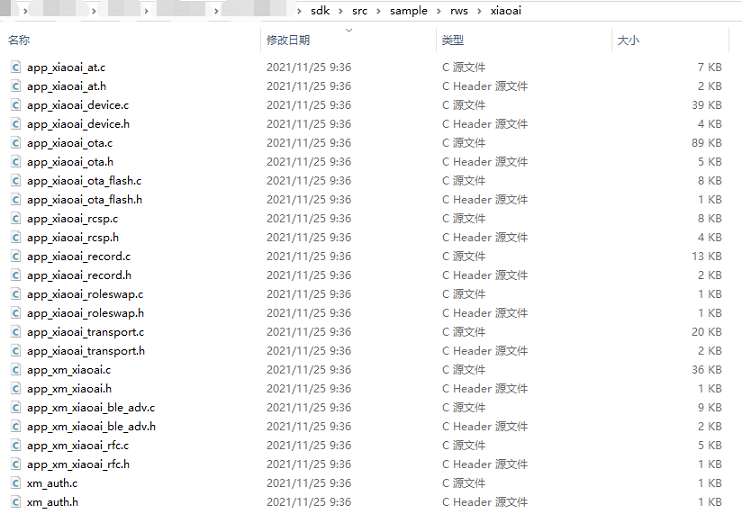 sdk › src › sample › rws › xiaoai
名称 修改日期 类型 大小
app_xiaoai_at.c 2021/11/25 9:36 C 源文件 7 KB
app_xiaoai_at.h 2021/11/25 9:36 C Header 源文件 2 KB
app_xiaoai_device.c 2021/11/25 9:36 C 源文件 39 KB
app_xiaoai_device.h 2021/11/25 9:36 C Header 源文件 4 KB
app_xiaoai_ota.c 2021/11/25 9:36 C 源文件 89 KB
app_xiaoai_ota.h 2021/11/25 9:36 C Header 源文件 5 KB
app_xiaoai_ota_flash.c 2021/11/25 9:36 C 源文件 8 KB
app_xiaoai_ota_flash.h 2021/11/25 9:36 C Header 源文件 1 KB
app_xiaoai_rcsp.c 2021/11/25 9:36 C 源文件 8 KB
app_xiaoai_rcsp.h 2021/11/25 9:36 C Header 源文件 4 KB
app_xiaoai_record.c 2021/11/25 9:36 C 源文件 13 KB
app_xiaoai_record.h 2021/11/25 9:36 C Header 源文件 2 KB
app_xiaoai_roleswap.c 2021/11/25 9:36 C 源文件 1 KB
app_xiaoai_roleswap.h 2021/11/25 9:36 C Header 源文件 1 KB
app_xiaoai_transport.c 2021/11/25 9:36 C 源文件 20 KB
app_xiaoai_transport.h 2021/11/25 9:36 C Header 源文件 2 KB
app_xm_xiaoai.c 2021/11/25 9:36 C 源文件 36 KB
app_xm_xiaoai.h 2021/11/25 9:36 C Header 源文件 1 KB
app_xm_xiaoai_ble_adv.c 2021/11/25 9:36 C 源文件 9 KB
app_xm_xiaoai_ble_adv.h 2021/11/25 9:36 C Header 源文件 2 KB
app_xm_xiaoai_rfc.c 2021/11/25 9:36 C 源文件 5 KB
app_xm_xiaoai_rfc.h 2021/11/25 9:36 C Header 源文件 1 KB
xm_auth.c 2021/11/25 9:36 C 源文件 1 KB
xm_auth.h 2021/11/25 9:36 C Header 源文件 1 KB